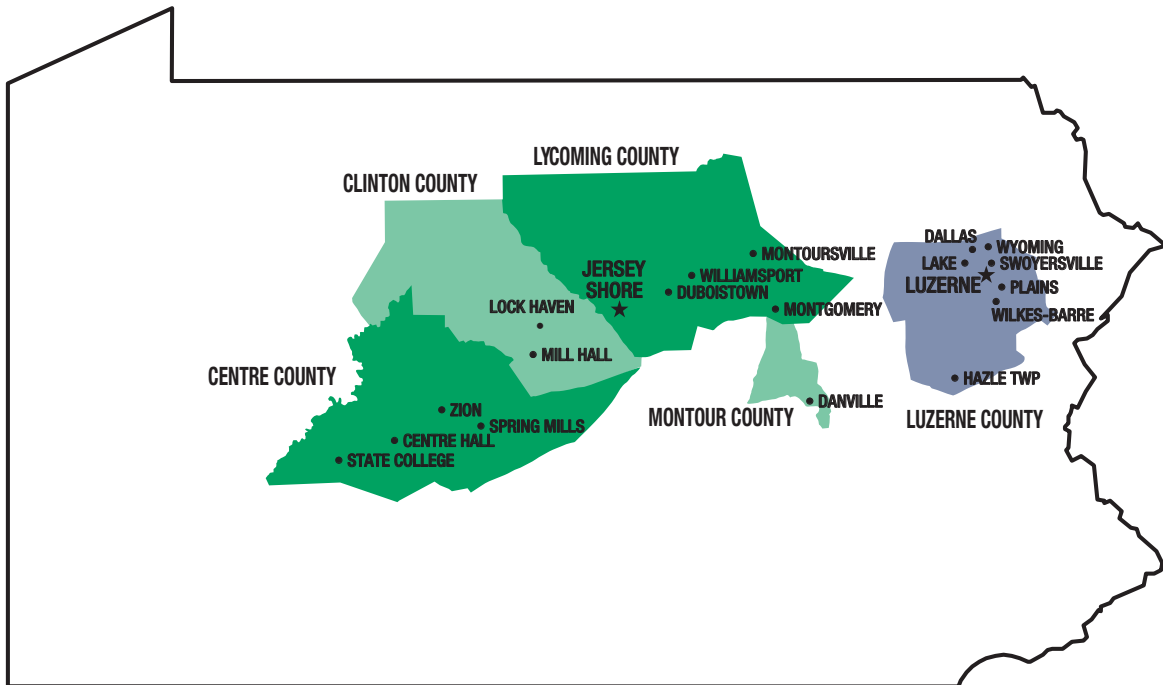 LYCOMING COUNTY
CLINTON COUNTY
DALLAS
WYOMING
MONTOURSVILLE
LAKE
SWOYERSVILLE
JERSEY
SHORE
WILLIAMSPORT
LUZERNE
PLAINS
DUBOISTOWN
LOCK HAVEN
MONTGOMERY
WILKES-BARRE
MILL HALL
CENTRE COUNTY
HAZLE TWP
ZION
DANVILLE
MONTOUR COUNTY
LUZERNE COUNTY
SPRING MILLS
CENTRE HALL
STATE COLLEGE